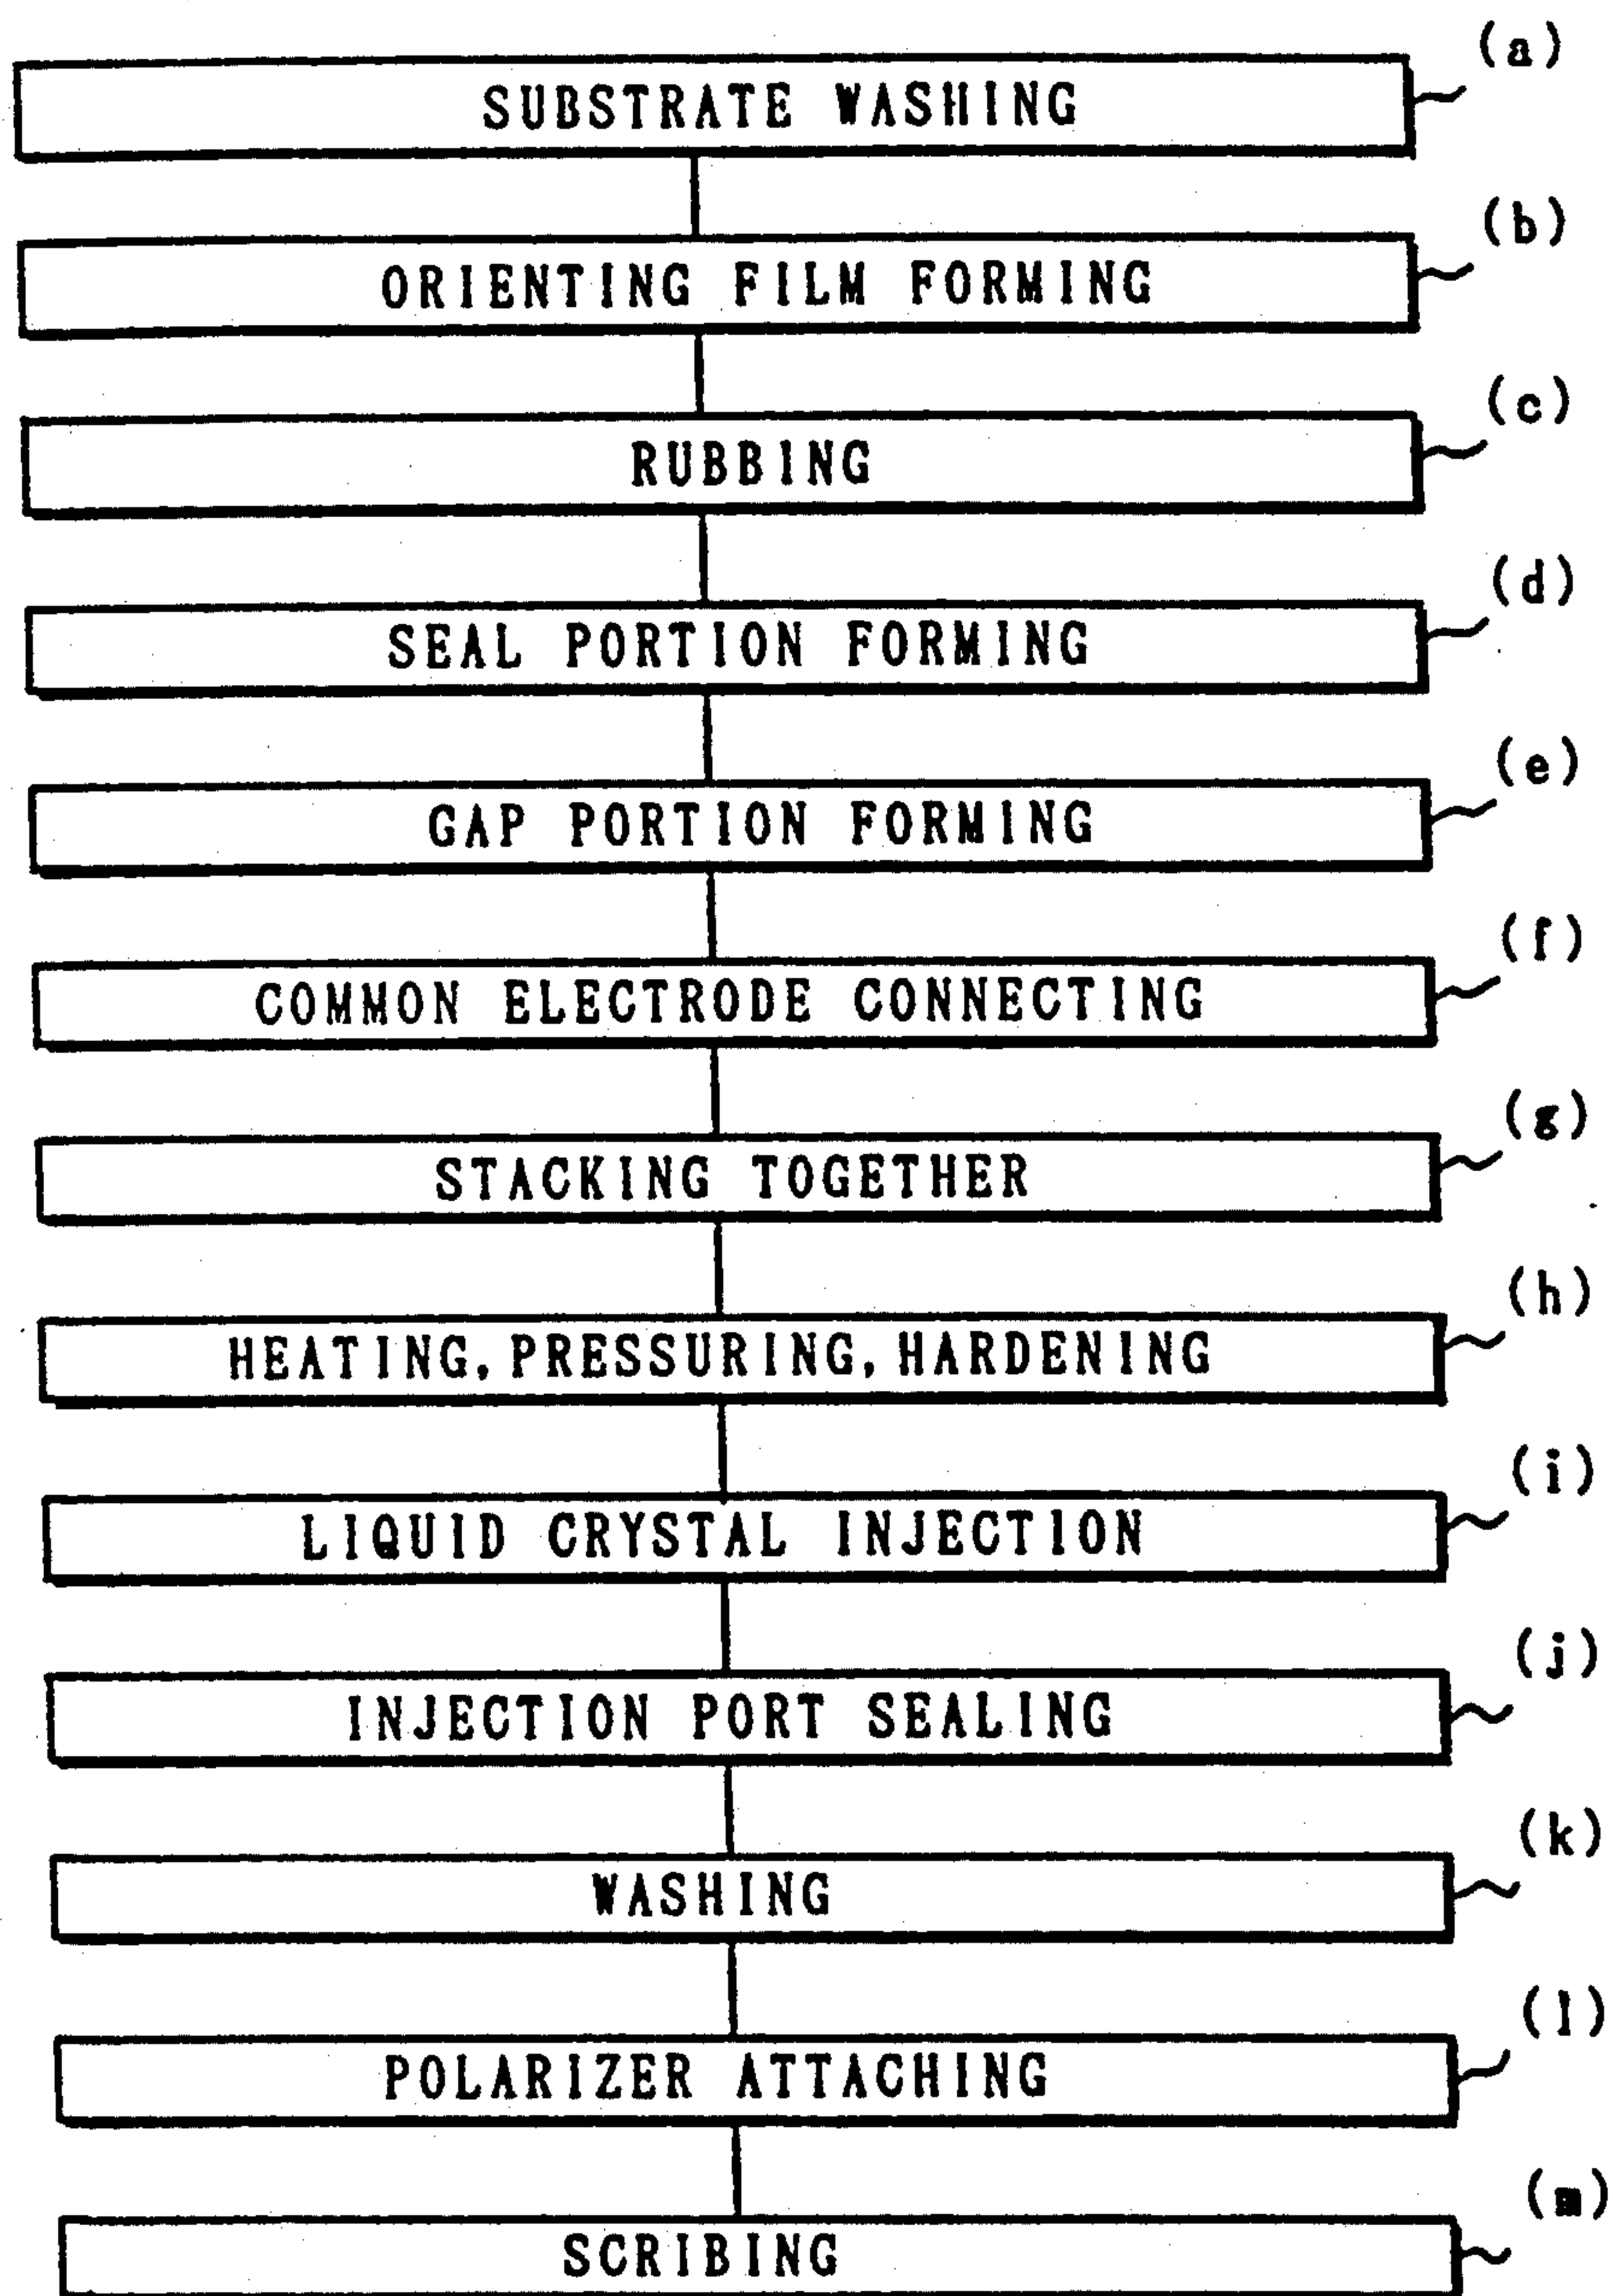 (a)
SUBSTRATE WASHING
(b)
ORIENTING FILM FORMING
(c)
RUBBING
(d)
SEAL PORTION FORMING
(e)
GAP PORTION FORMING
(f)
COMMON ELECTRODE CONNECTING
(g)
STACKING TOGETHER
(h)
HEATING, PRESSURING, HARDENING
(i)
LIQUID CRYSTAL INJECTION
(j)
INJECTION PORT SEALING
(k)
WASHING
(l)
POLARIZER ATTACHING
(m)
SCRIBING